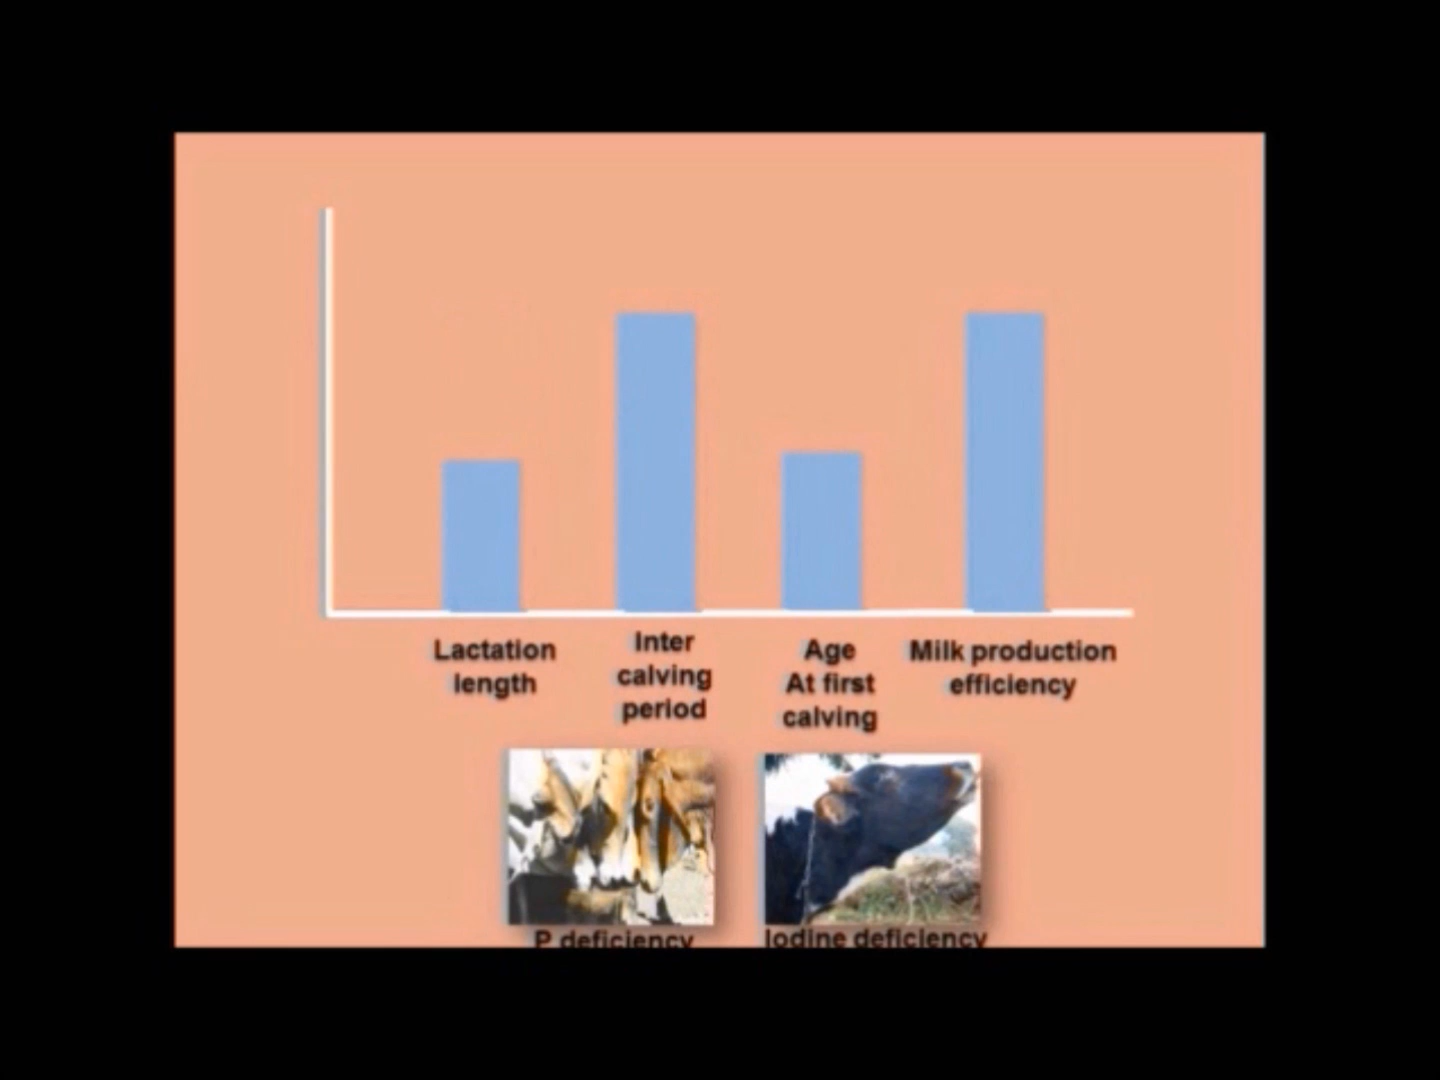 Lactation
length
Inter
calving
period
Age
At first
calving
Milk production
efficiency
P deficiency
Iodine deficiency